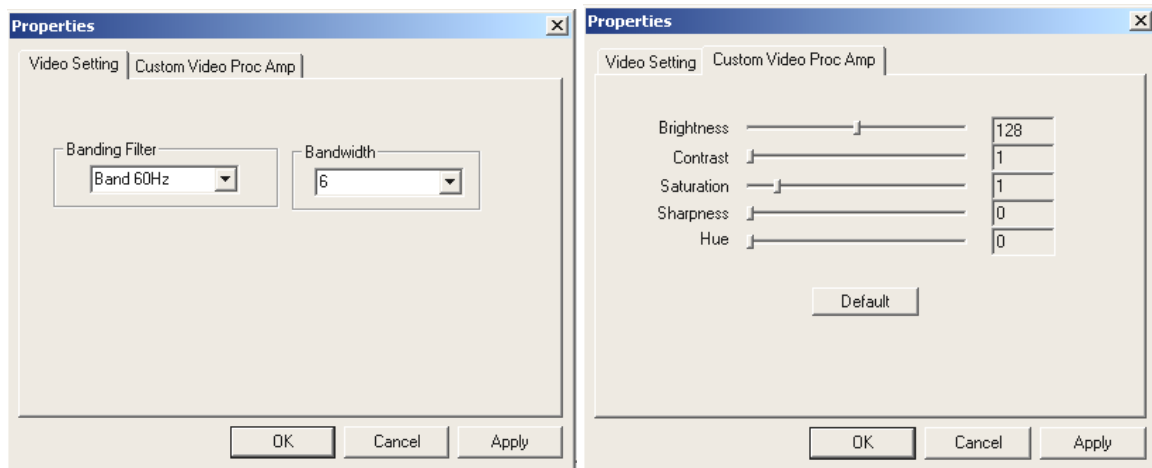 Properties
Video Setting Custom Video Proc Amp
Banding Filter
Band 60Hz
Bandwidth
6
OK Cancel Apply
Properties
Video Setting Custom Video Proc Amp
Brightness 128
Contrast 1
Saturation 1
Sharpness 0
Hue 0
Default
OK Cancel Apply